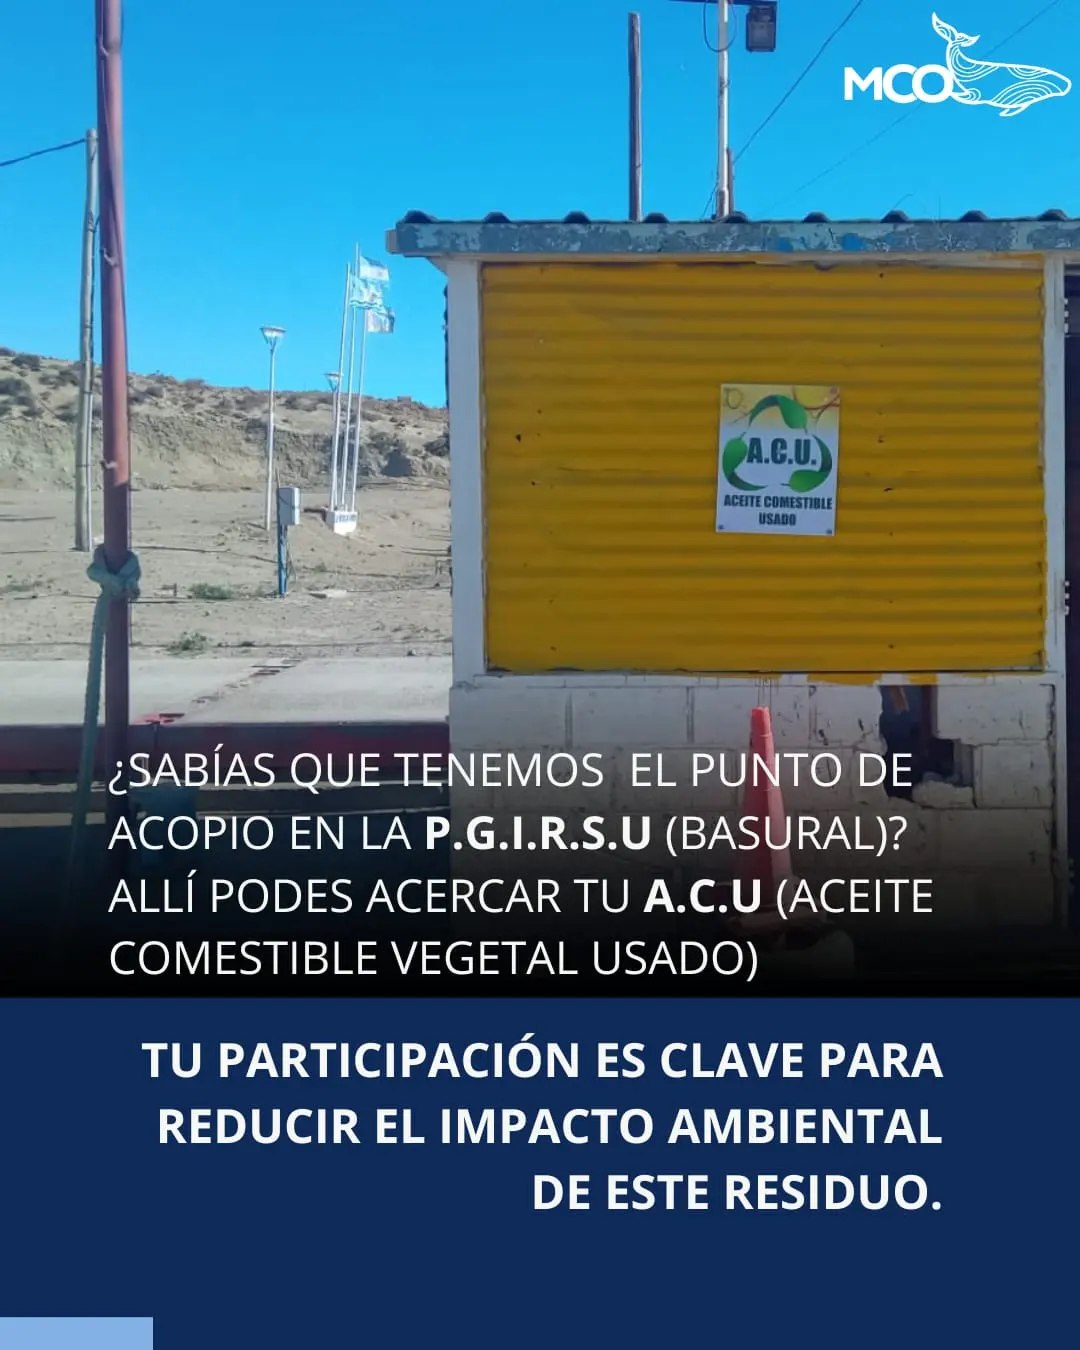 MCO
A.C.U.
ACEITE COMESTIBLE
USADO
¿SABÍAS QUE TENEMOS EL PUNTO DE
ACOPIO EN LA P.G.I.R.S.U (BASURAL)?
ALLÍ PODES ACERCAR TU A.C.U (ACEITE
COMESTIBLE VEGETAL USADO)
TU PARTICIPACIÓN ES CLAVE PARA
REDUCIR EL IMPACTO AMBIENTAL
DE ESTE RESIDUO.